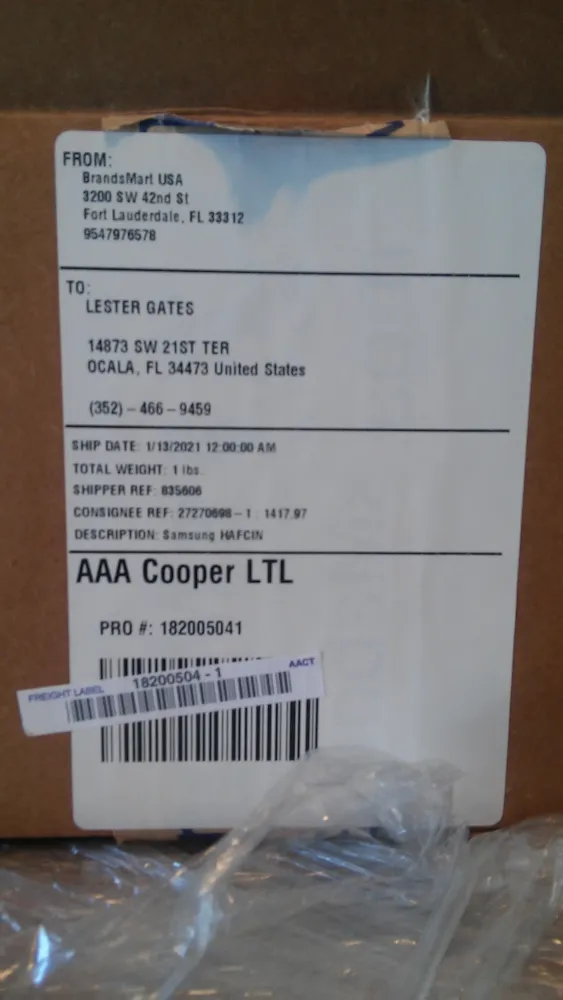 FROM:
BrandsMart USA
3200 SW 42nd St
Fort Lauderdale, FL 33312
9547976578
TO:
LESTER GATES
14873 SW 21ST TER
OCALA, FL 34473 United States
(352) - 466 - 9459
SHIP DATE: 1/13/2021 12:00:00 AM
TOTAL WEIGHT: 1 lbs.
SHIPPER REF: 835606
CONSIGNEE REF: 27270698 - 1 : 1417.97
DESCRIPTION: Samsung HAFCIN
AAA Cooper LTL
PRO #: 182005041
FREIGHT LABEL 18200504 - 1 AACT